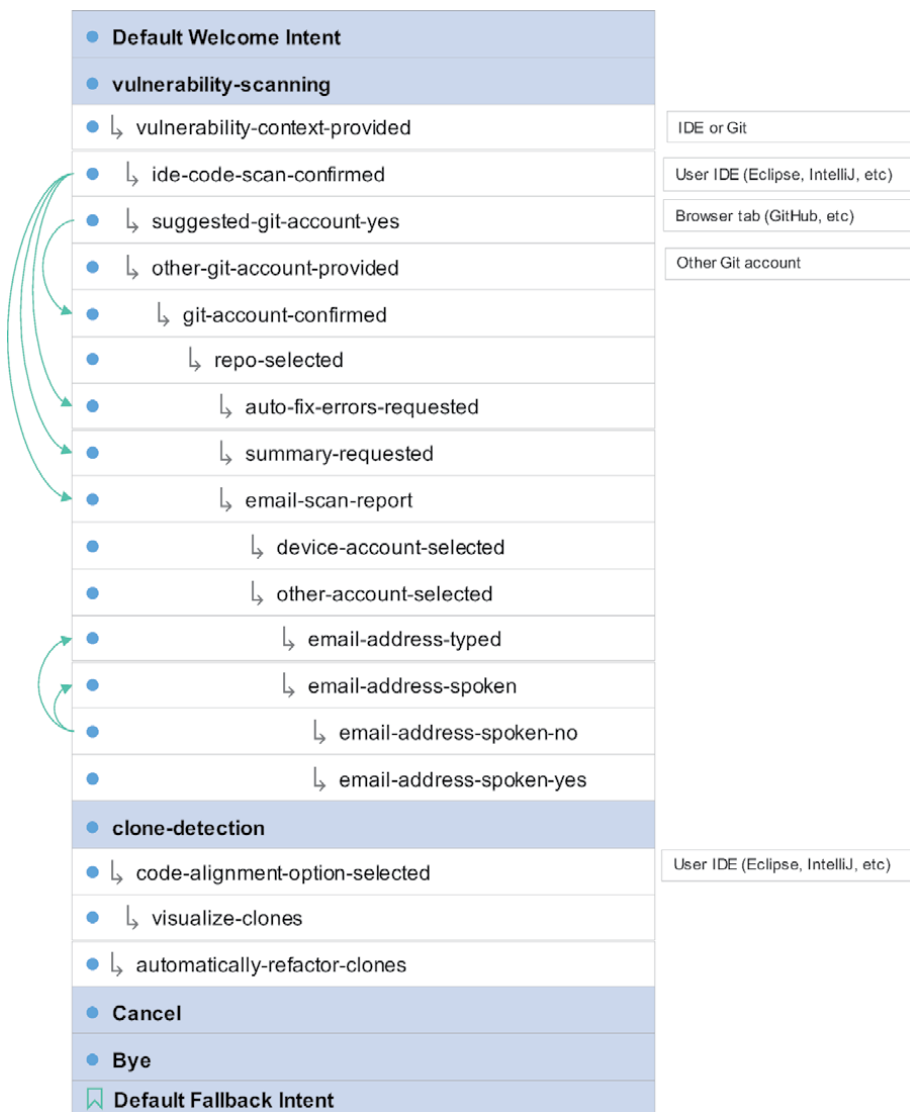 Default Welcome Intent
vulnerability-scanning
vulnerability-context-provided
IDE or Git
ide-code-scan-confirmed
User IDE (Eclipse, IntelliJ, etc)
suggested-git-account-yes
Browser tab (GitHub, etc)
other-git-account-provided
Other Git account
git-account-confirmed
repo-selected
auto-fix-errors-requested
summary-requested
email-scan-report
device-account-selected
other-account-selected
email-address-typed
email-address-spoken
email-address-spoken-no
email-address-spoken-yes
clone-detection
code-alignment-option-selected
User IDE (Eclipse, IntelliJ, etc)
visualize-clones
automatically-refactor-clones
Cancel
Bye
Default Fallback Intent